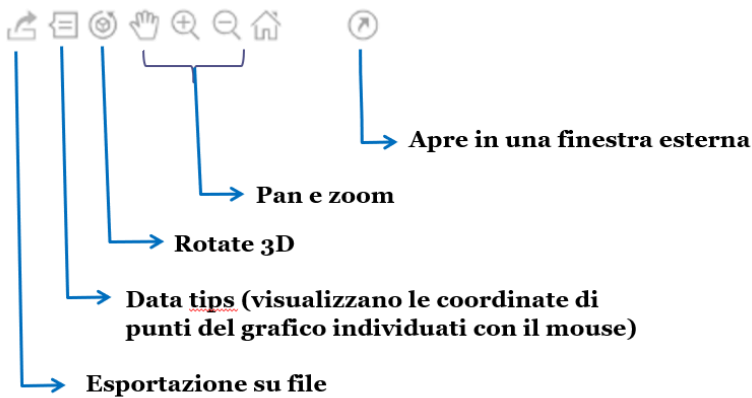 Apre in una finestra esterna
Pan e zoom
Rotate 3D
Data tips (visualizzano le coordinate di
punti del grafico individuati con il mouse)
Esportazione su file